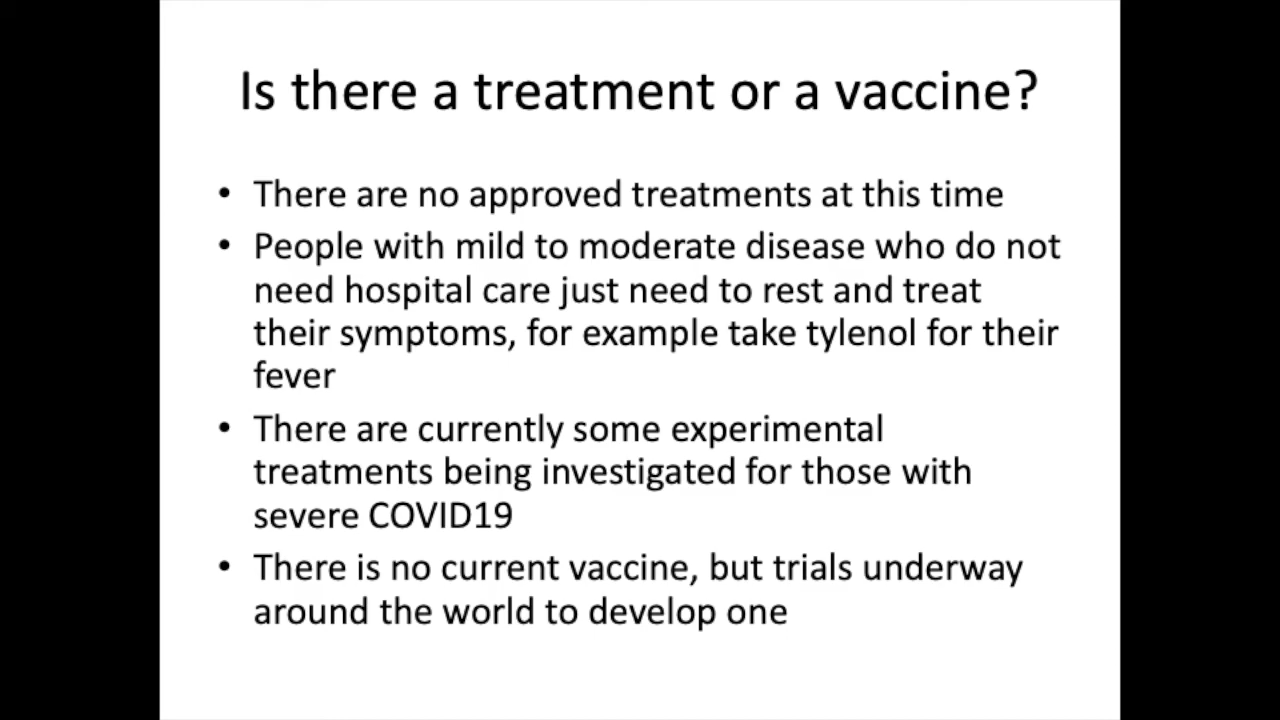 Is there a treatment or a vaccine?
• There are no approved treatments at this time
• People with mild to moderate disease who do not
need hospital care just need to rest and treat
their symptoms, for example take tylenol for their
fever
• There are currently some experimental
treatments being investigated for those with
severe COVID19
• There is no current vaccine, but trials underway
around the world to develop one